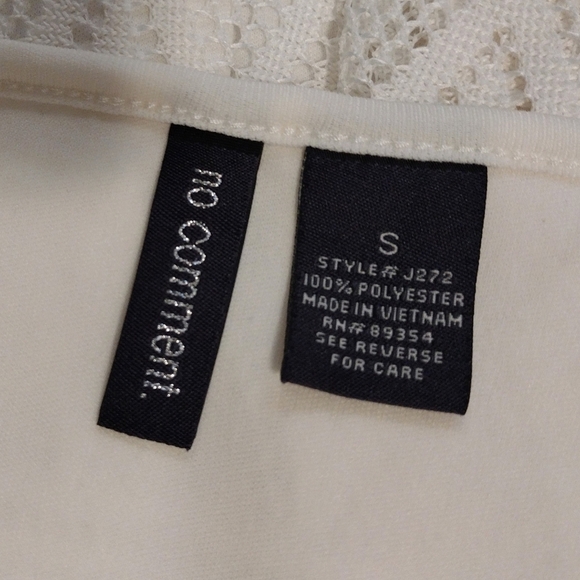 no comment.
S
STYLE# J272
100% POLYESTER
MADE IN VIETNAM
RN# 89354
SEE REVERSE
FOR CARE